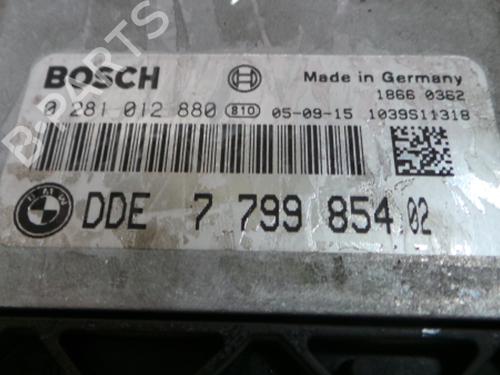 B-PARTS
BOSCH
Made in Germany
1866 0362
0 281 012 880 810 05-09-15 1039S11318
BMW
DDE 7 799 854 02